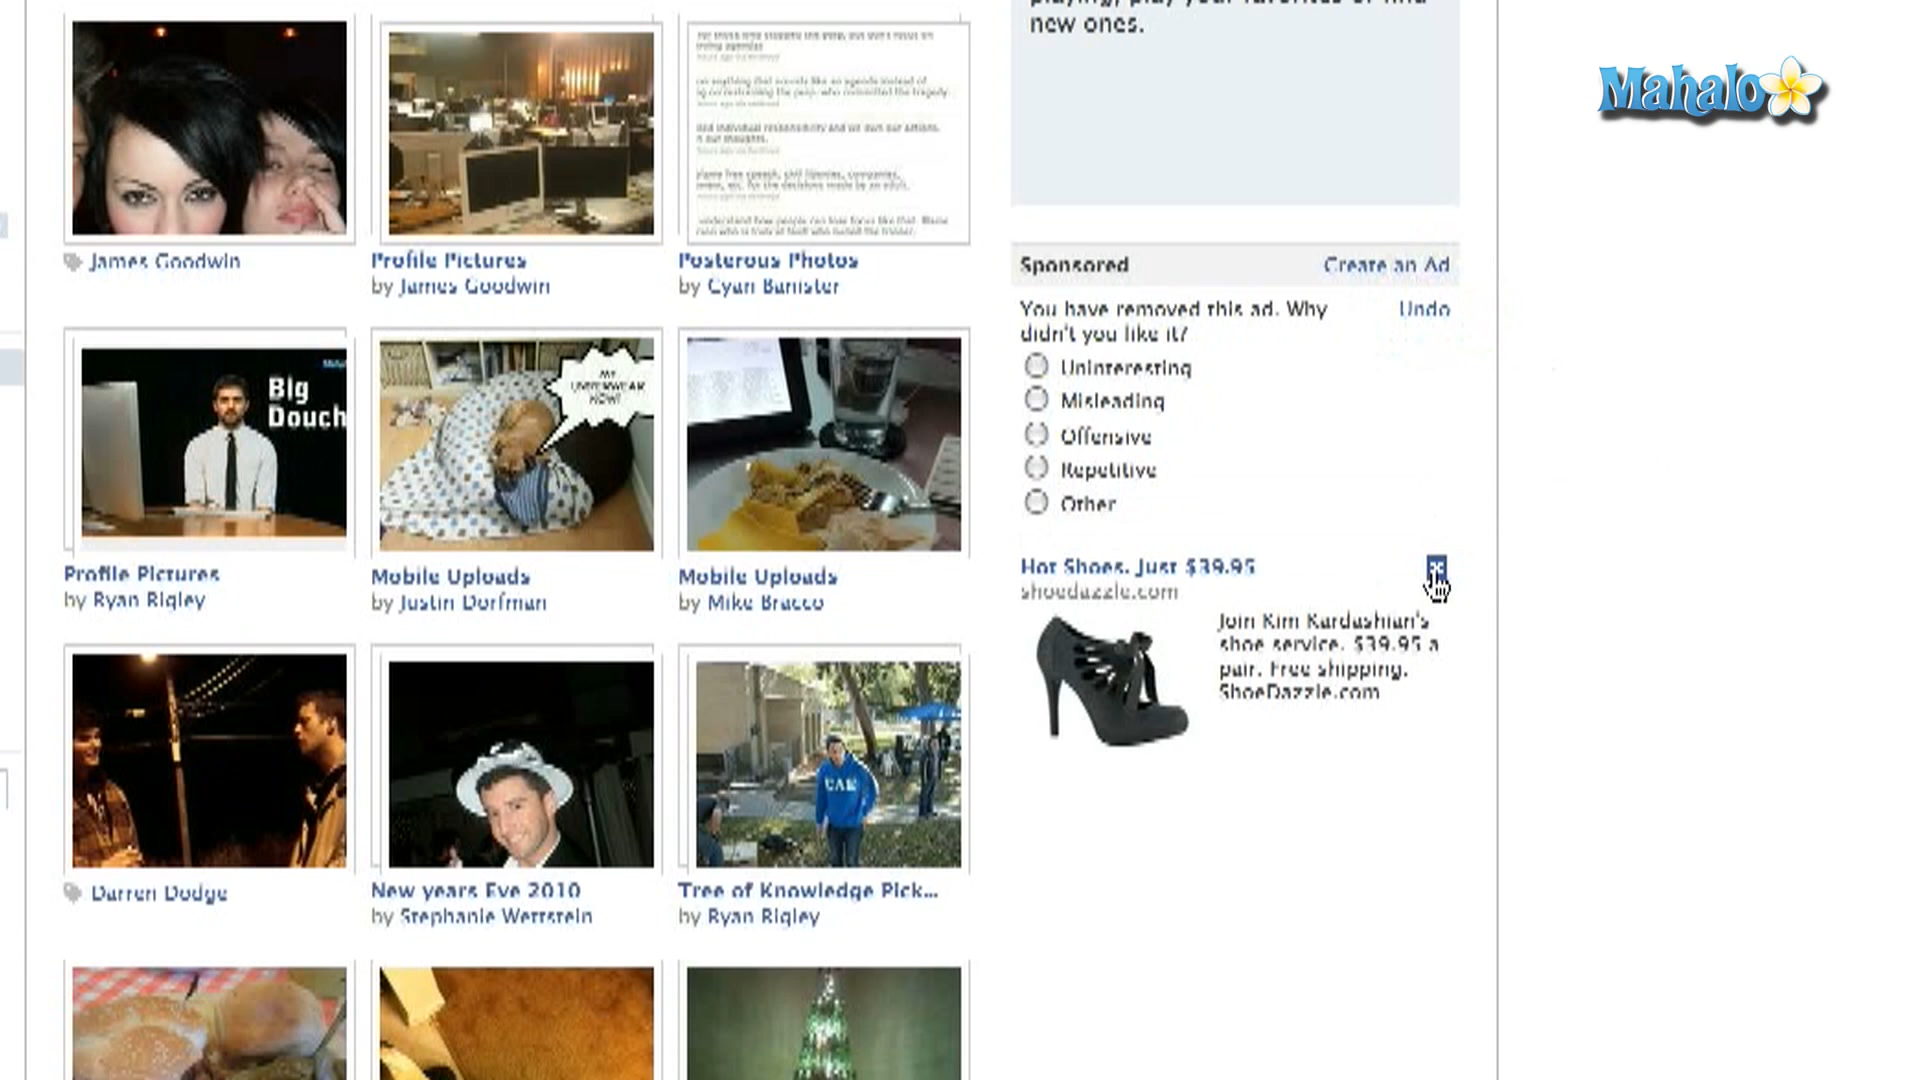 new ones.
Mahalo
James Goodwin
Profile Pictures
by James Goodwin
Posterous Photos
by Cyan Banister
Sponsored
Create an Ad
You have removed this ad. Why
didn't you like it?
Undo
Uninteresting
Misleading
Offensive
Repetitive
Other
Big
Douch
Profile Pictures
by Ryan Rigley
Mobile Uploads
by Justin Dorfman
Mobile Uploads
by Mike Bracco
Hot Shoes. Just $39.95
shoedazzle.com
Join Kim Kardashian's
shoe service. $39.95 a
pair. Free shipping.
ShoeDazzle.com
Darren Dodge
New years Eve 2010
by Stephanie Wettstein
Tree of Knowledge Pick...
by Ryan Rigley